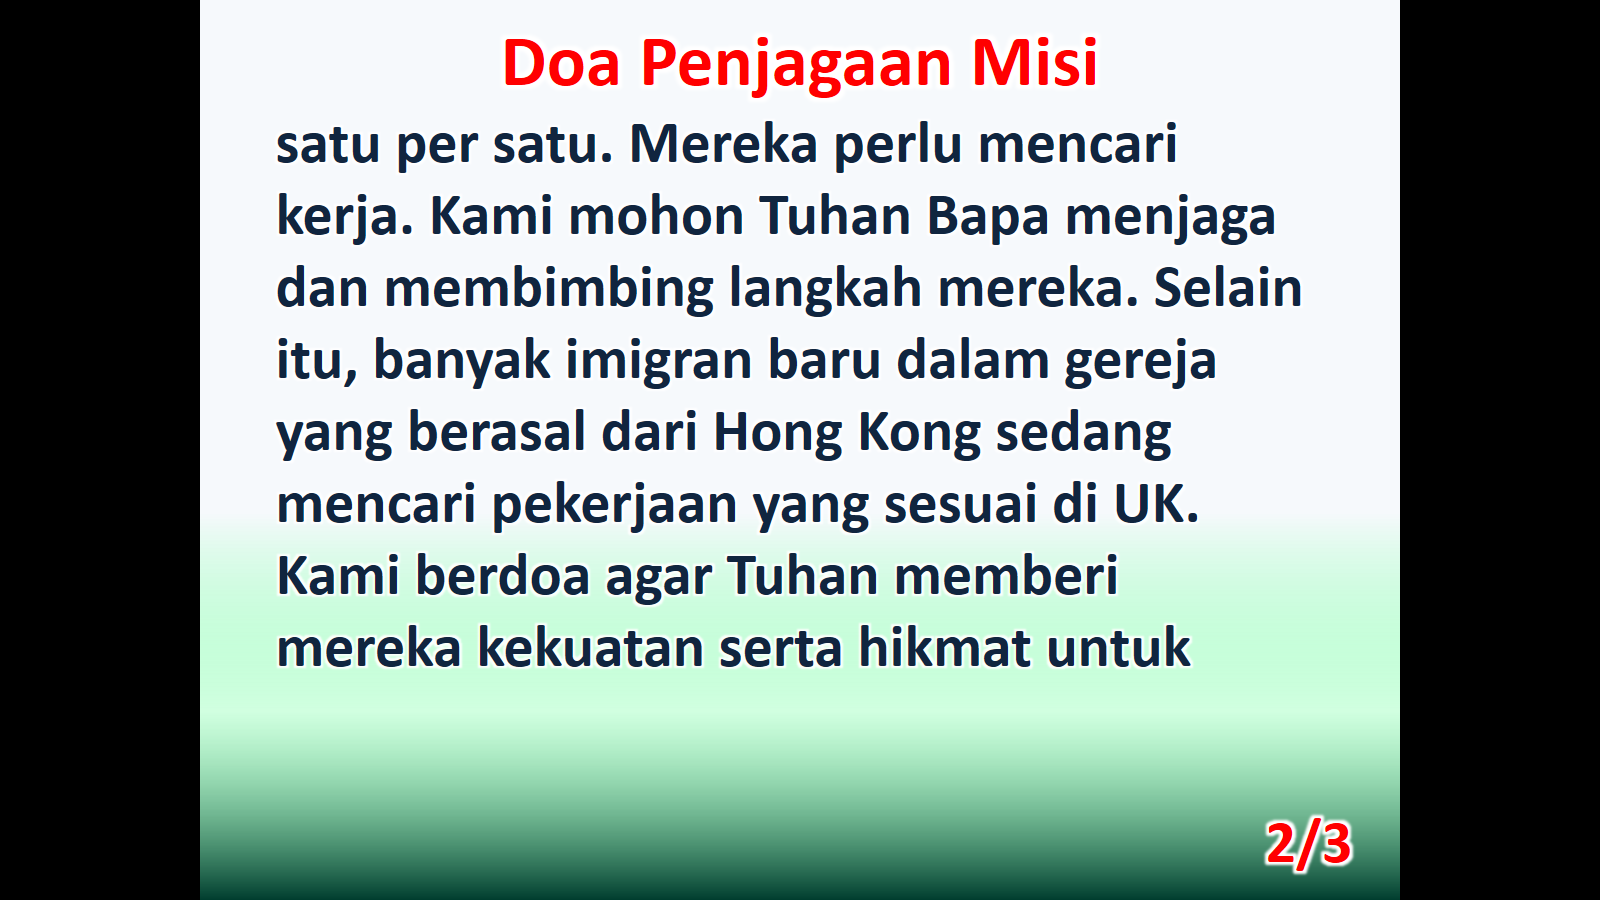 Doa Penjagaan Misi
satu per satu. Mereka perlu mencari
kerja. Kami mohon Tuhan Bapa menjaga
dan membimbing langkah mereka. Selain
itu, banyak imigran baru dalam gereja
yang berasal dari Hong Kong sedang
mencari pekerjaan yang sesuai di UK.
Kami berdoa agar Tuhan memberi
mereka kekuatan serta hikmat untuk
2/3